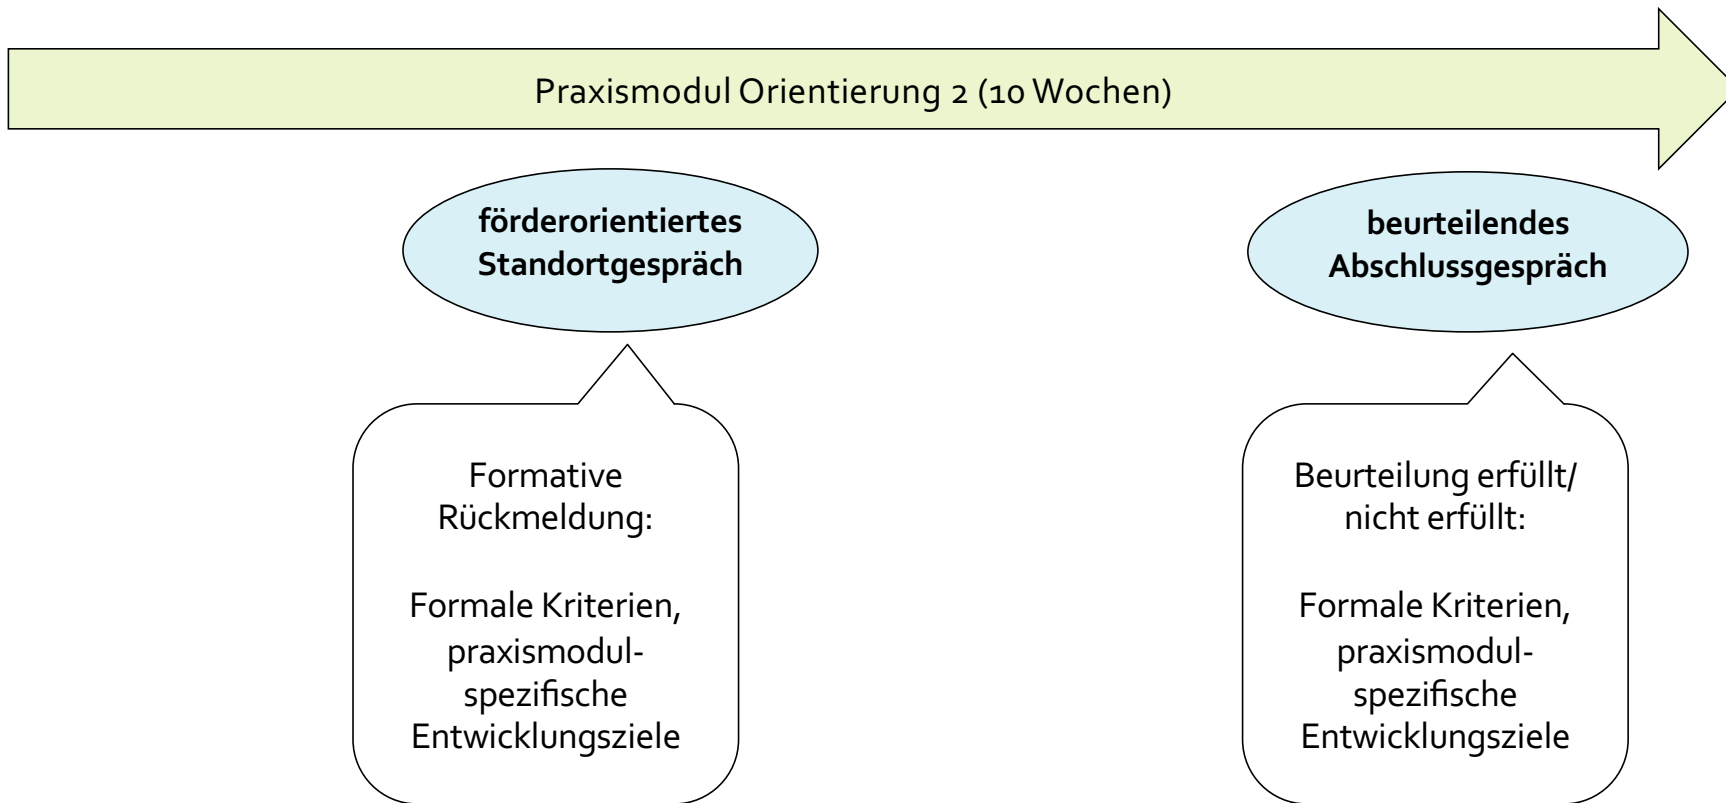 Praxismodul Orientierung 2 (10 Wochen)
förderorientiertes
Standortgespräch
beurteilendes
Abschlussgespräch
Formative
Rückmeldung:
Formale Kriterien,
praxismodul-
spezifische
Entwicklungsziele
Beurteilung erfüllt/
nicht erfüllt:
Formale Kriterien,
praxismodul-
spezifische
Entwicklungsziele